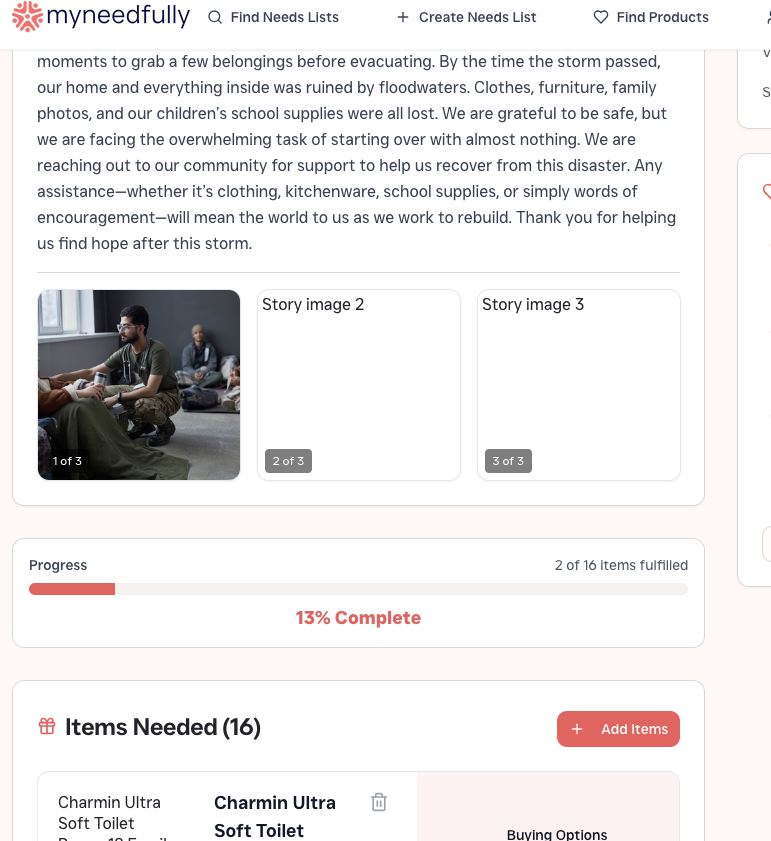 myneedfully
Find Needs Lists
Create Needs List
Find Products
moments to grab a few belongings before evacuating. By the time the storm passed,
our home and everything inside was ruined by floodwaters. Clothes, furniture, family
photos, and our children’s school supplies were all lost. We are grateful to be safe, but
we are facing the overwhelming task of starting over with almost nothing. We are
reaching out to our community for support to help us recover from this disaster. Any
assistance—whether it’s clothing, kitchenware, school supplies, or simply words of
encouragement—will mean the world to us as we work to rebuild. Thank you for helping
us find hope after this storm.
1 of 3
Story image 2
2 of 3
Story image 3
3 of 3
Progress
2 of 16 items fulfilled
13% Complete
Items Needed (16)
Add Items
Charmin Ultra
Soft Toilet
Charmin Ultra
Soft Toilet
Buying Options